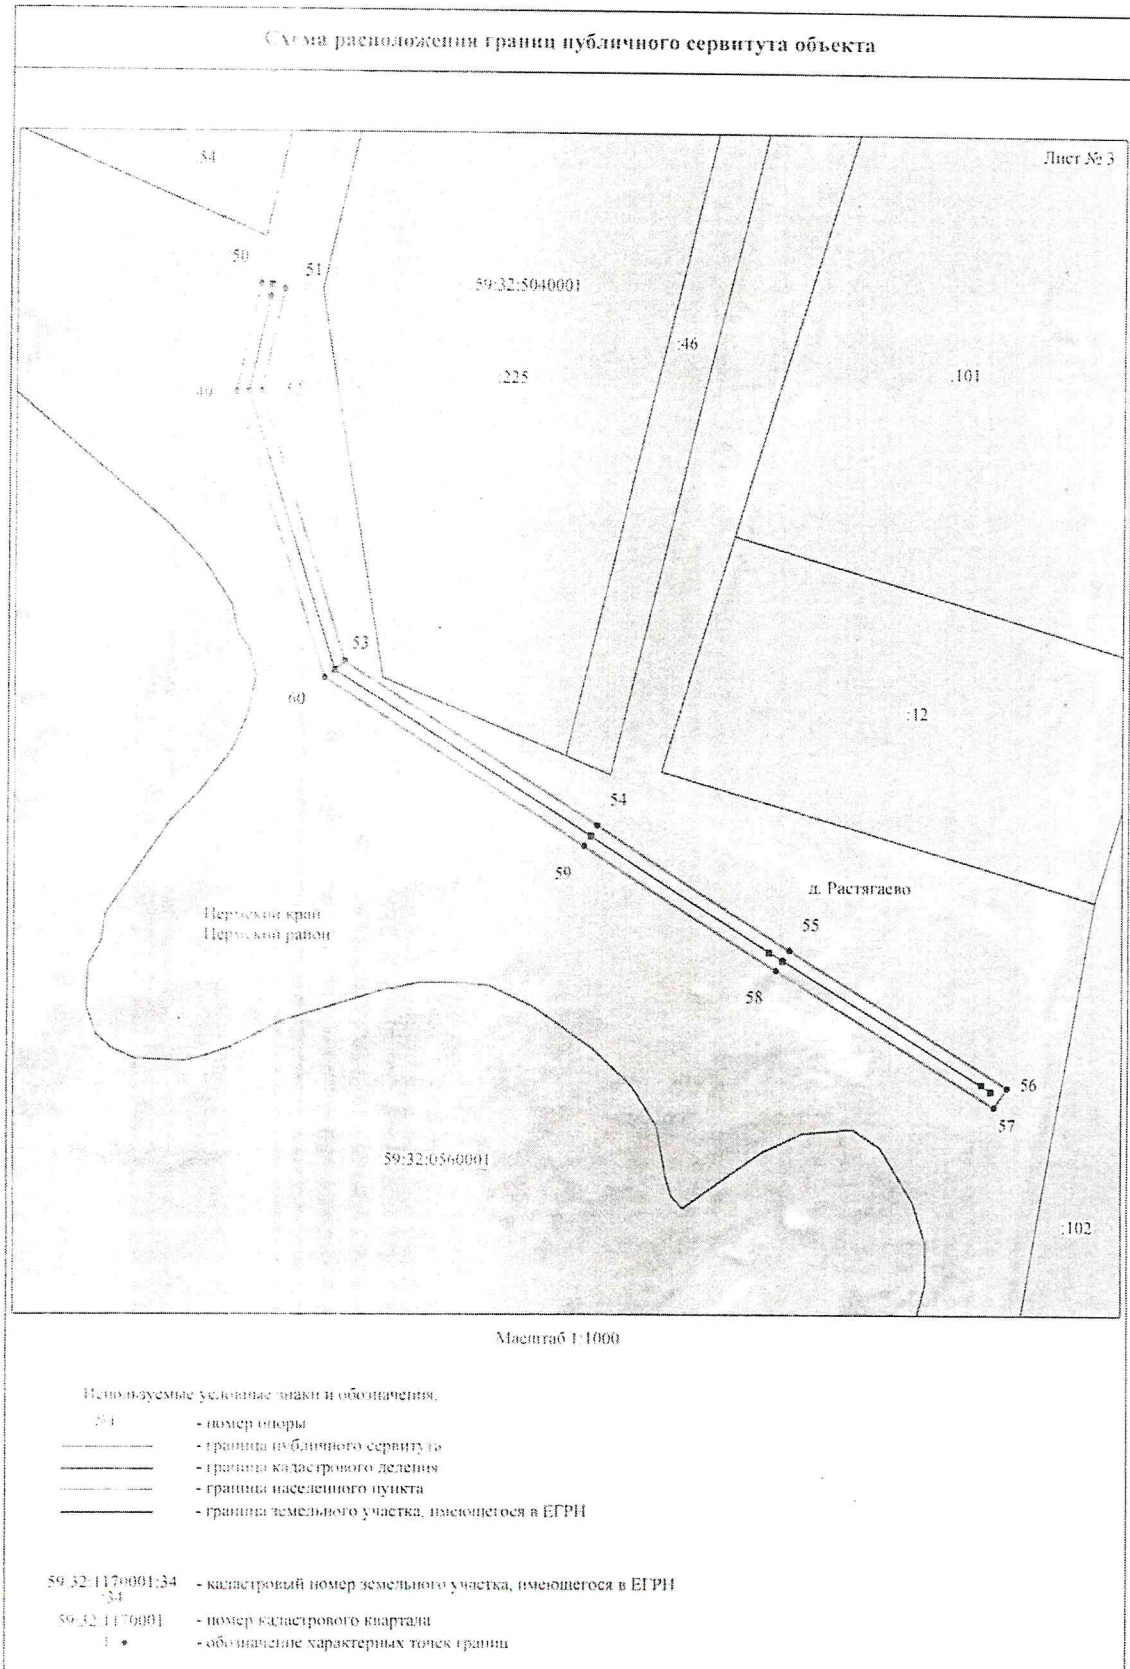 Схема расположения границ публичного сервитута объекта
Лист № 3
:54
50
51
59:32:5040001
:46
:225
:101
49
53
60
:12
54
59
д. Растягаево
55
Пермский край
Пермский район
58
56
57
59:32:0560001
:102
Масштаб 1:1000
Используемые условные знаки и обозначения:
- номер опоры
- граница публичного сервитута
- граница кадастрового деления
- граница населенного пункта
- граница земельного участка, имеющегося в ЕГРН
59:32:1170001:34 - кадастровый номер земельного участка, имеющегося в ЕГРН
:34
59:32:1170001 - номер кадастрового квартала
1 • - обозначение характерных точек границ